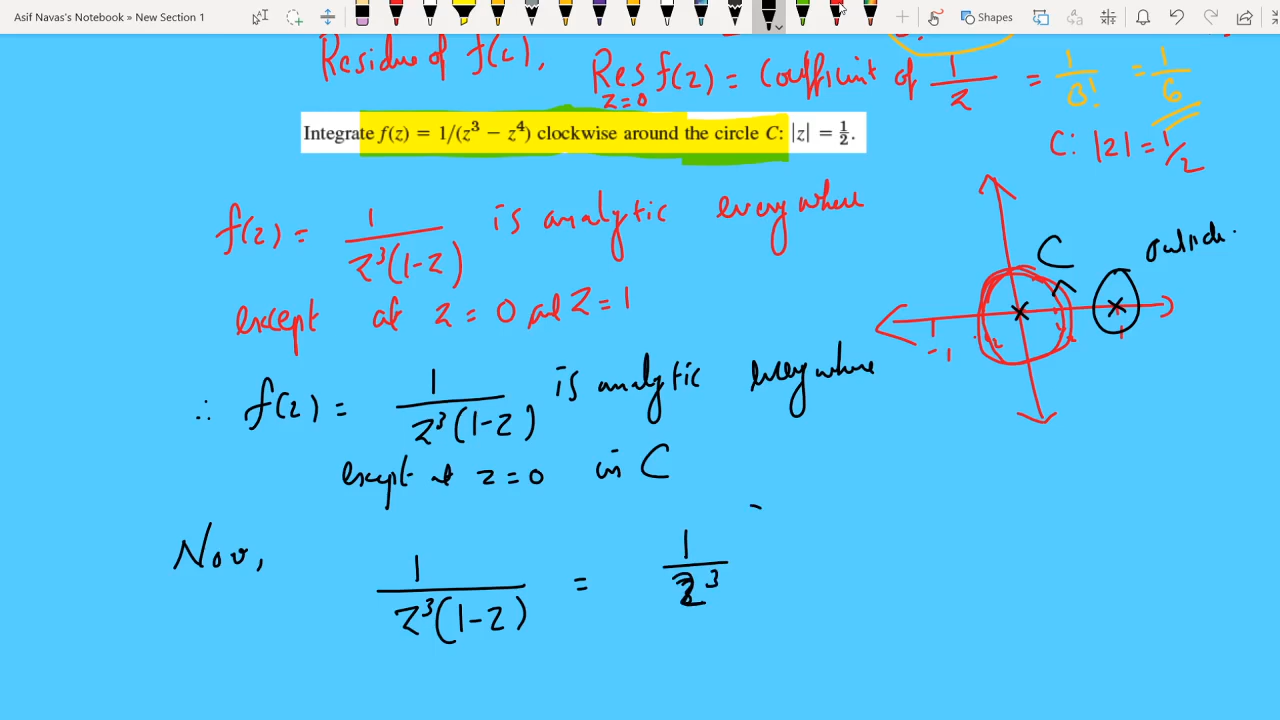 Asif Navas's Notebook » New Section 1
Shapes
Residue of f(z),
Res f(z) = Coefficient of 1/z = 1/3! = 1/6
z=0
Integrate f(z) = 1/(z³ − z⁴) clockwise around the circle C: |z| = ½.
C: |z| = 1/2
f(z) = 1/(z³(1-z)) is analytic everywhere
except at z = 0 and z = 1
C
outside.
-1
1
∴ f(z) = 1/(z³(1-z)) is analytic everywhere
except at z = 0 in C
Now,
1/(z³(1-z)) = 1/z³